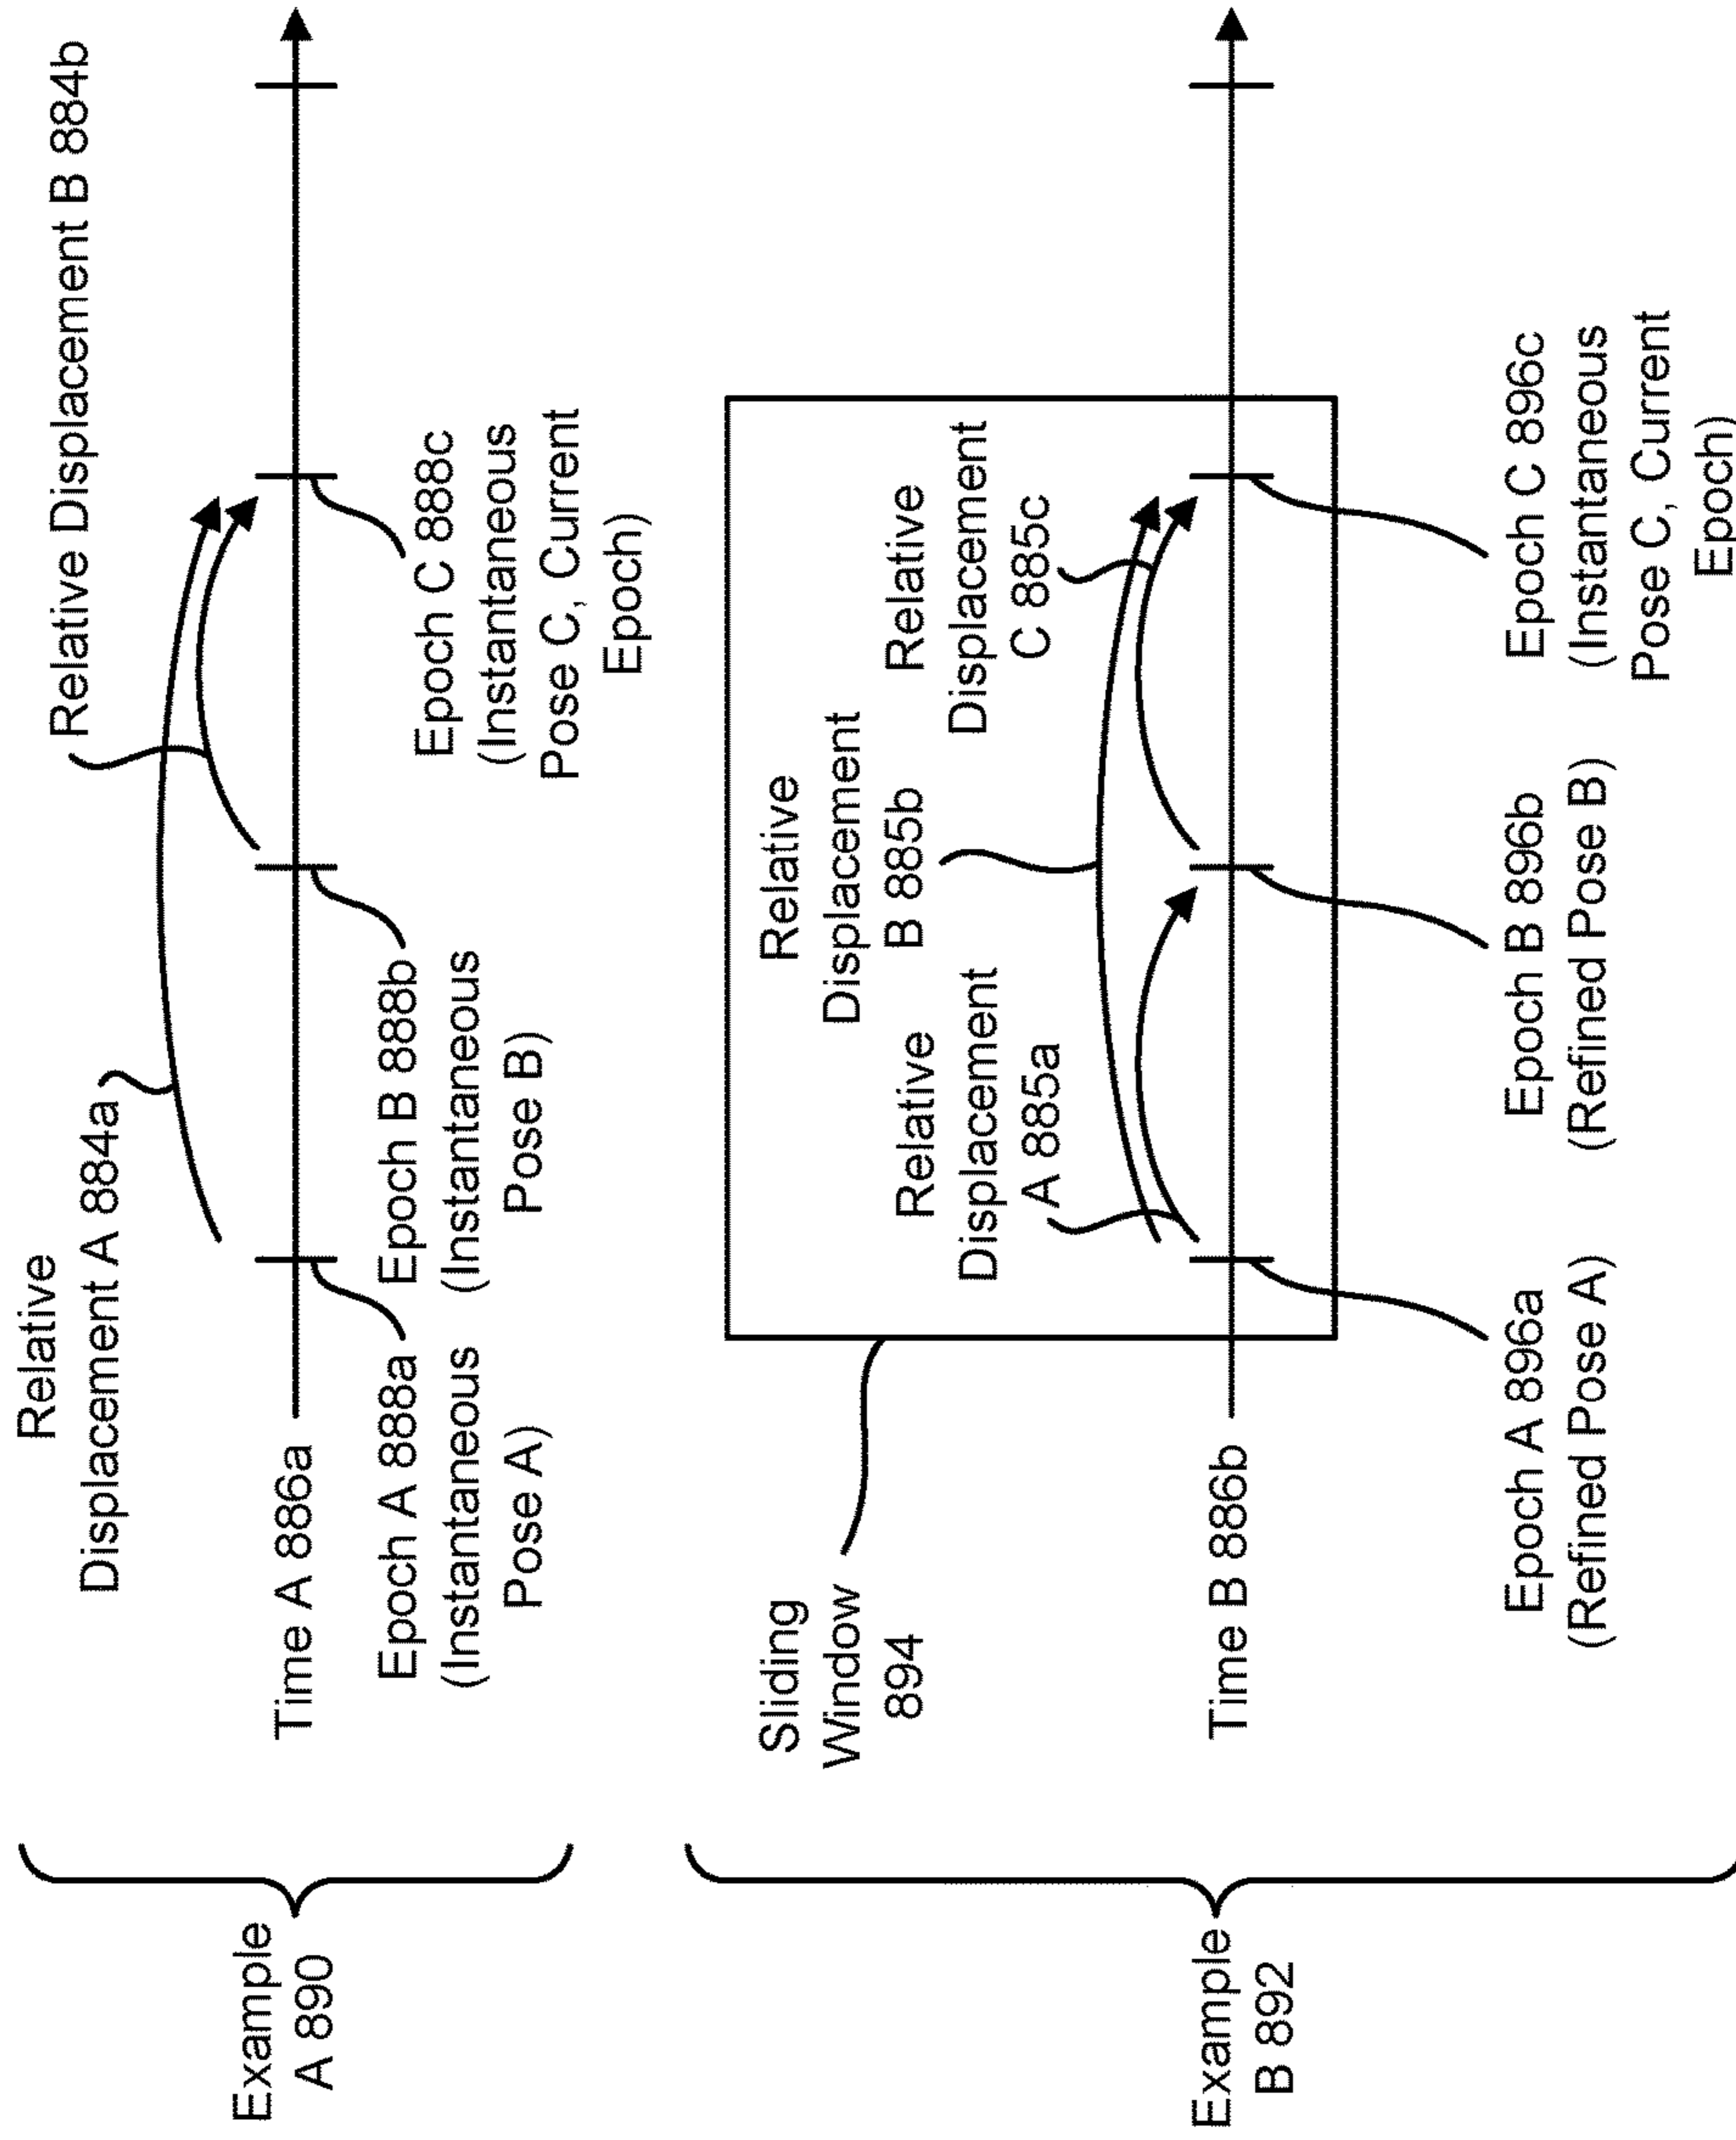 Example
A 890
Relative
Displacement A 884a
Relative Displacement B 884b
Time A 886a
Epoch A 888a
(Instantaneous
Pose A)
Epoch B 888b
(Instantaneous
Pose B)
Epoch C 888c
(Instantaneous
Pose C, Current
Epoch)
Example
B 892
Sliding
Window
894
Relative
Displacement
A 885a
Relative
Displacement
B 885b
Relative
Displacement
C 885c
Time B 886b
Epoch A 896a
(Refined Pose A)
Epoch B 896b
(Refined Pose B)
Epoch C 896c
(Instantaneous
Pose C, Current
Epoch)